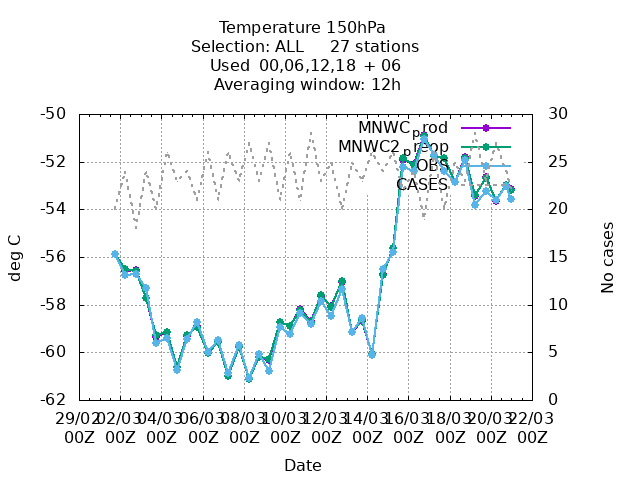 Temperature 150hPa
Selection: ALL 27 stations
Used 00,06,12,18 + 06
Averaging window: 12h
-50
-52
-54
-56
-58
-60
-62
30
25
20
15
10
5
0
MNWCprod
MNWC2preop
OBS
CASES
deg C
No cases
29/02 02/03 04/03 06/03 08/03 10/03 12/03 14/03 16/03 18/03 20/03 22/03
00Z 00Z 00Z 00Z 00Z 00Z 00Z 00Z 00Z 00Z 00Z 00Z
Date